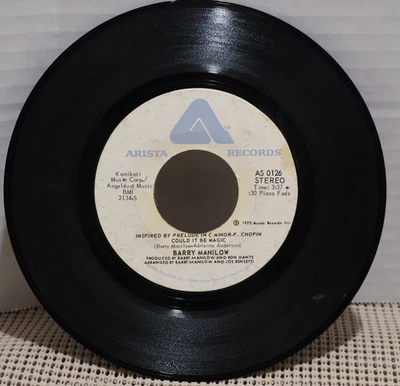 ARISTA RECORDS
Kamikazi
Music Corp./
Angeldust Music
BMI
2134-S
AS 0126
STEREO
Time: 3:37 +
:30 Piano Fade
© 1975 Arista Records Inc.
INSPIRED BY PRELUDE IN C MINOR-F. CHOPIN
COULD IT BE MAGIC
(Barry Manilow-Adrienne Anderson)
BARRY MANILOW
PRODUCED BY BARRY MANILOW AND RON DANTE
ARRANGED BY BARRY MANILOW AND JOE RENZETTI